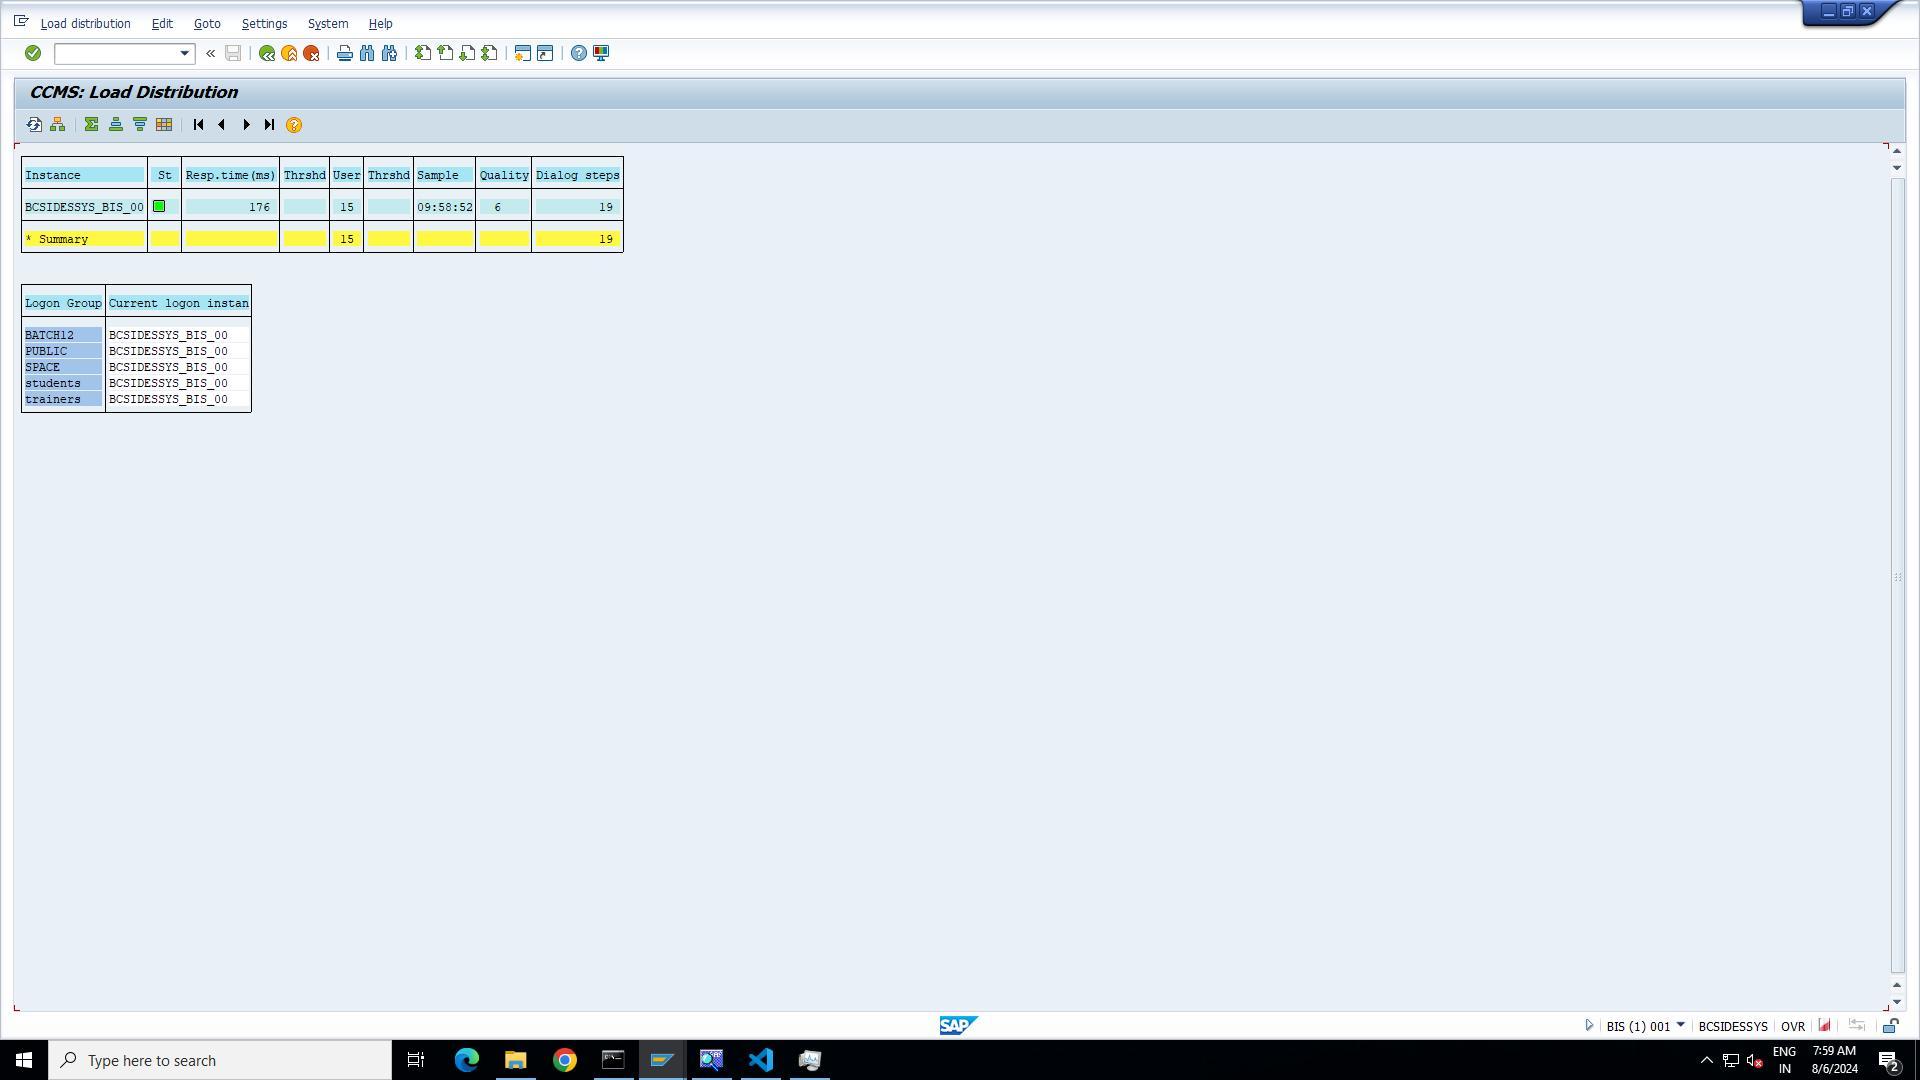 Load distribution Edit Goto Settings System Help
CCMS: Load Distribution
Instance St Resp.time(ms) Thrshd User Thrshd Sample Quality Dialog steps
BCSIDESSYS_BIS_00 176 15 09:58:52 6 19
* Summary 15 19
Logon Group Current logon instan
BATCH12 BCSIDESSYS_BIS_00
PUBLIC BCSIDESSYS_BIS_00
SPACE BCSIDESSYS_BIS_00
students BCSIDESSYS_BIS_00
trainers BCSIDESSYS_BIS_00
SAP BIS (1) 001 BCSIDESSYS OVR
Type here to search
ENG 7:59 AM
IN 8/6/2024 2